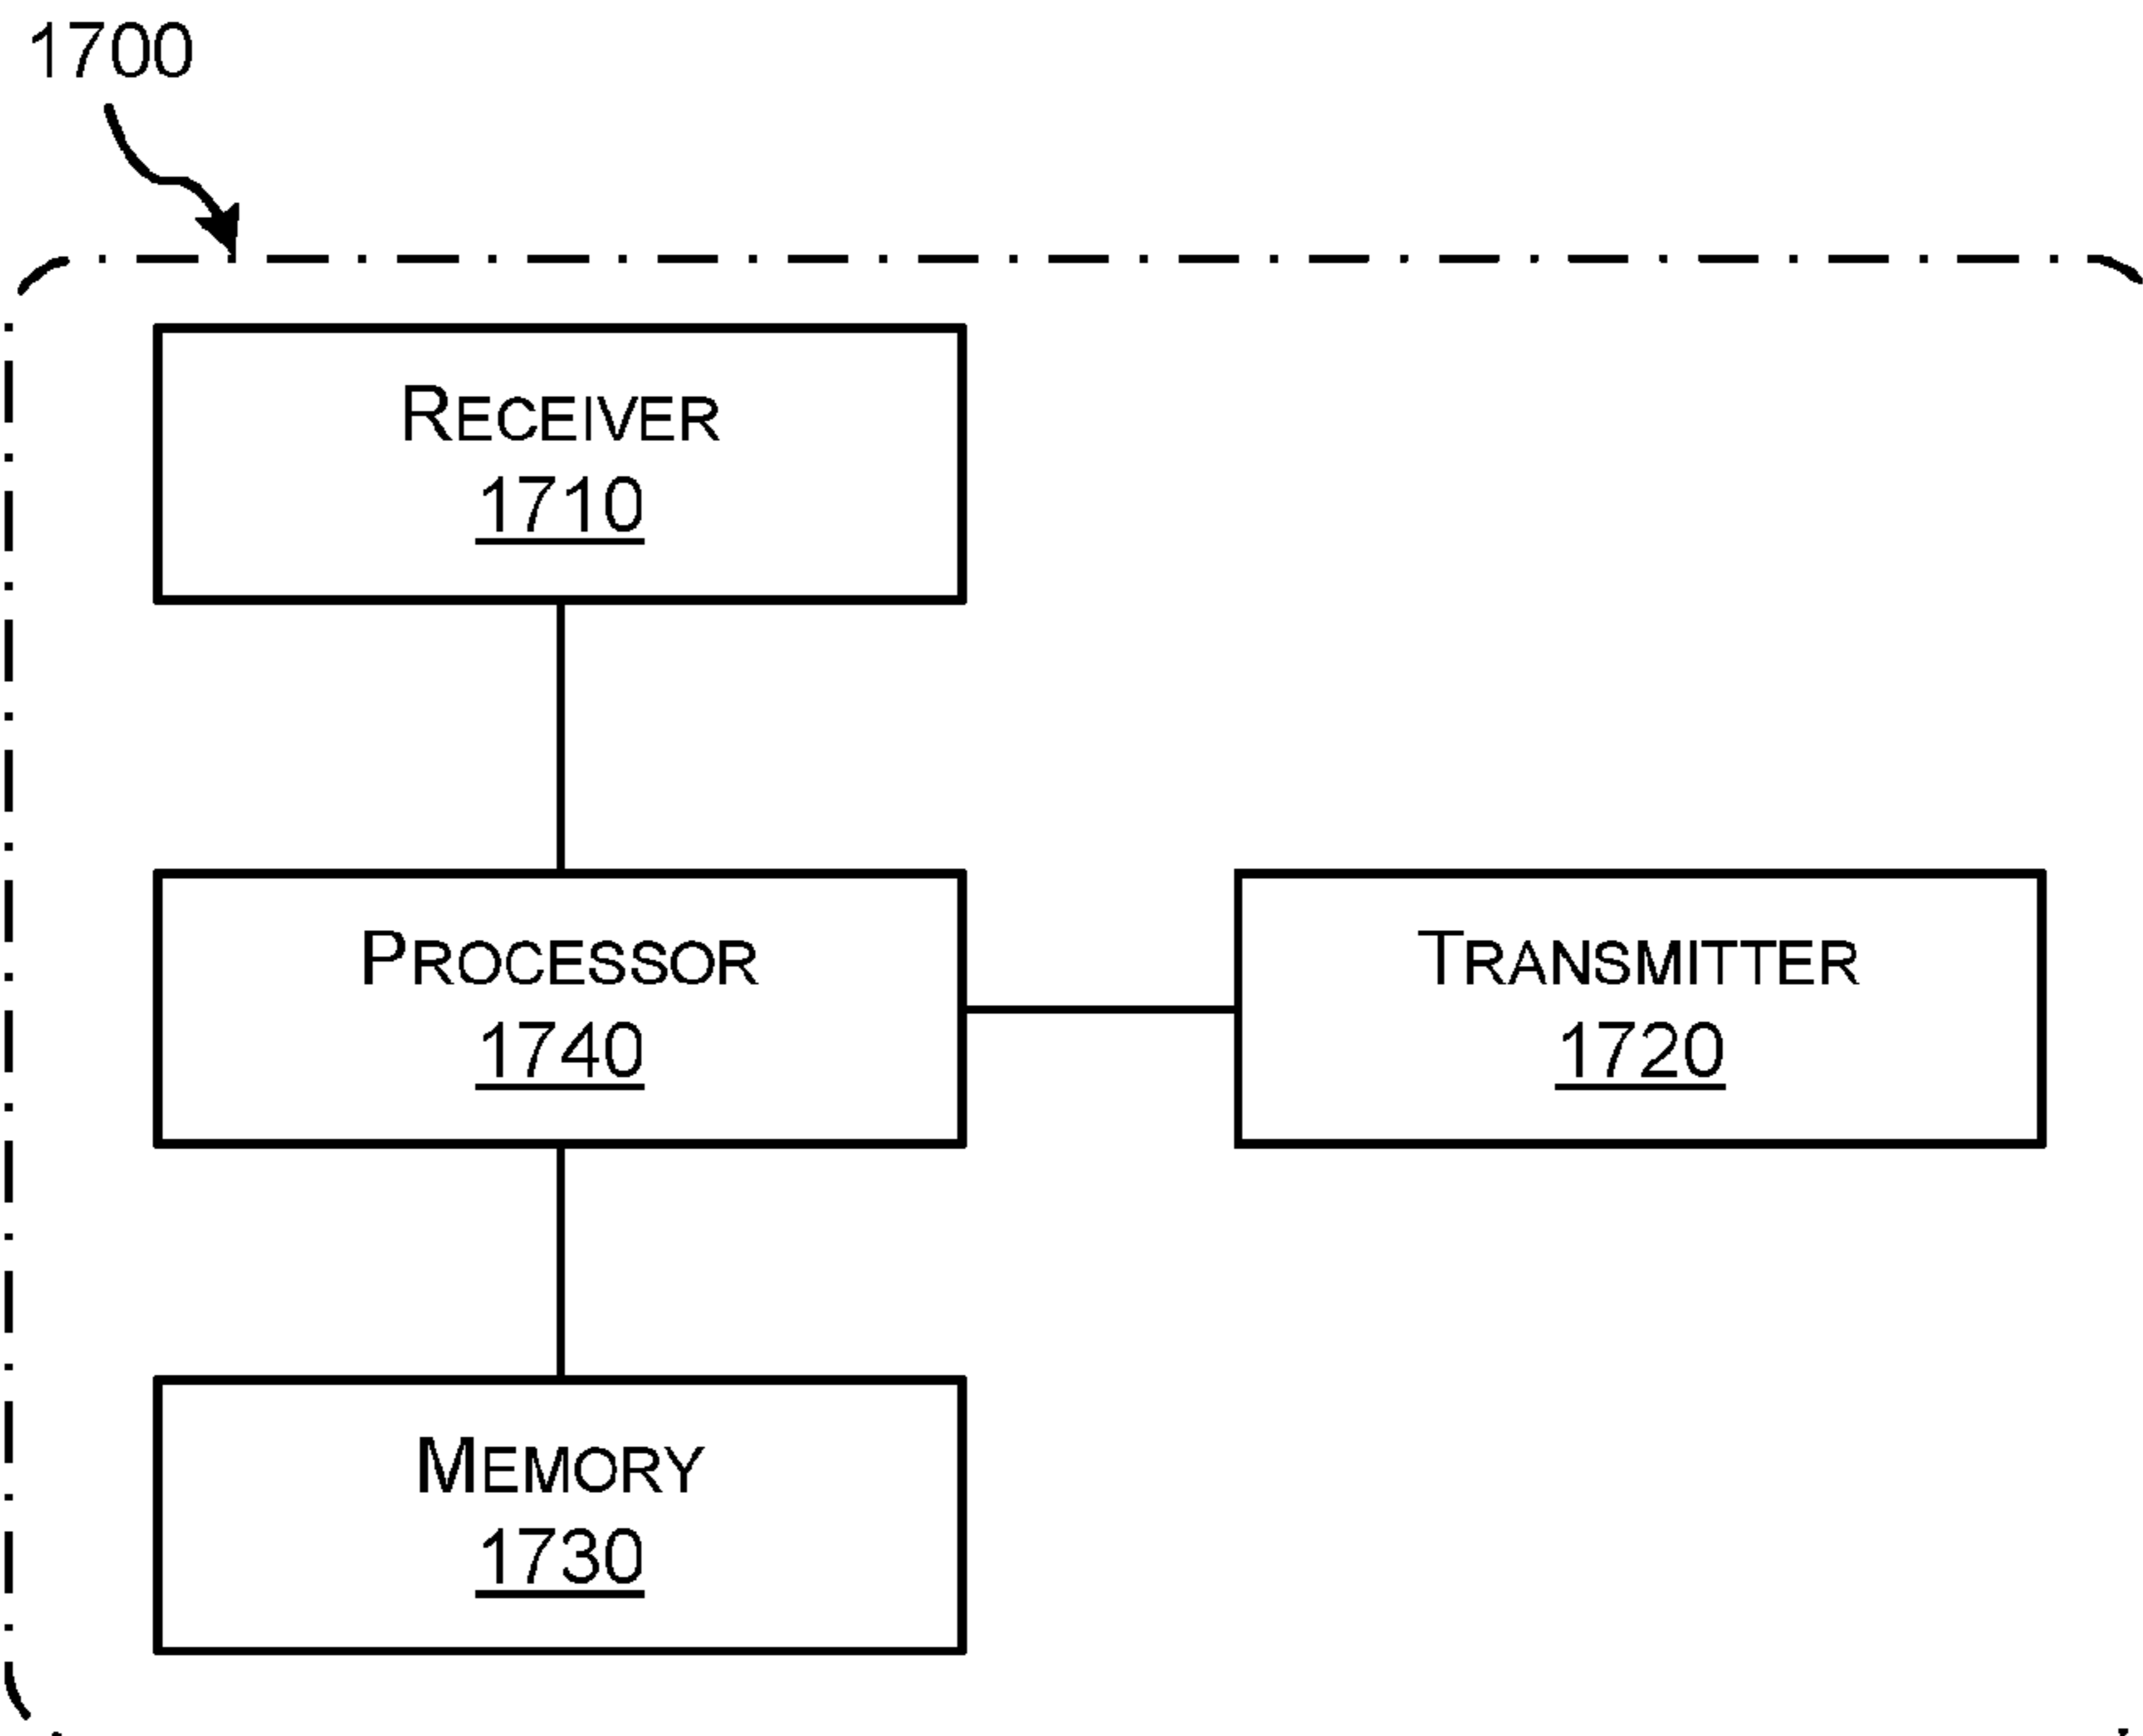 1700
RECEIVER
1710
PROCESSOR
1740
TRANSMITTER
1720
MEMORY
1730